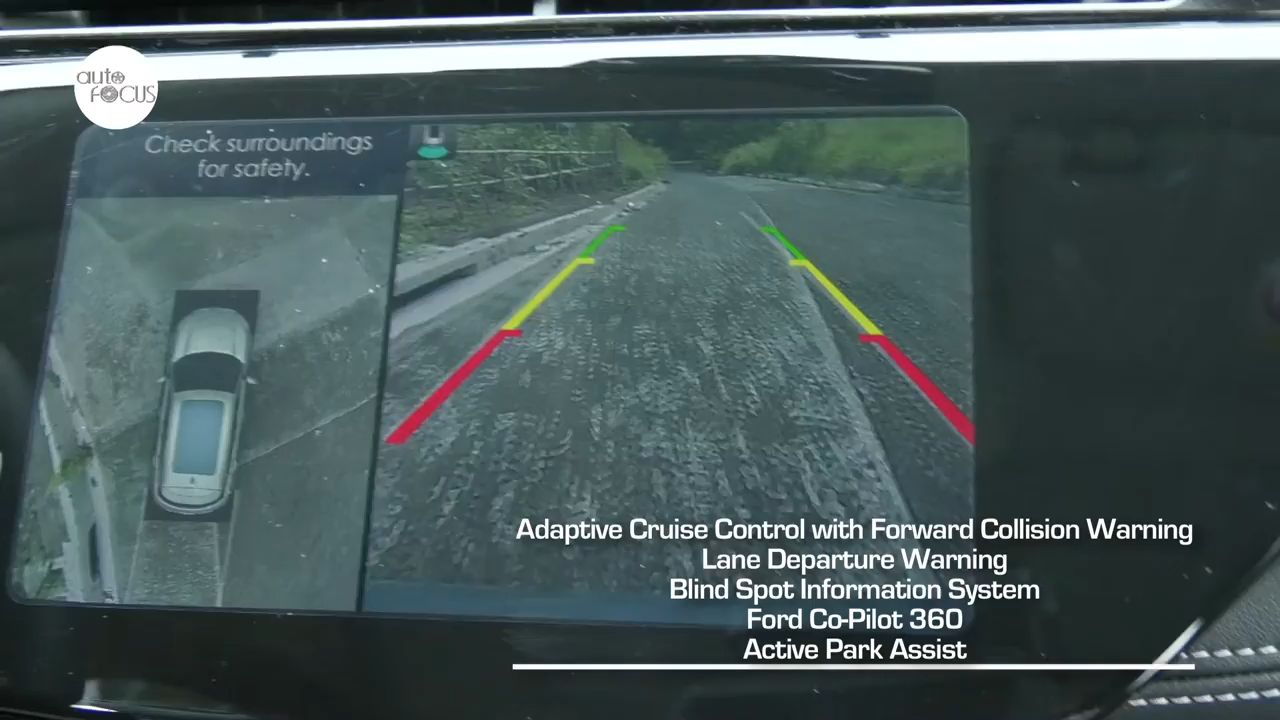 auto
FOCUS
Check surroundings
for safety.
Adaptive Cruise Control with Forward Collision Warning
Lane Departure Warning
Blind Spot Information System
Ford Co-Pilot 360
Active Park Assist